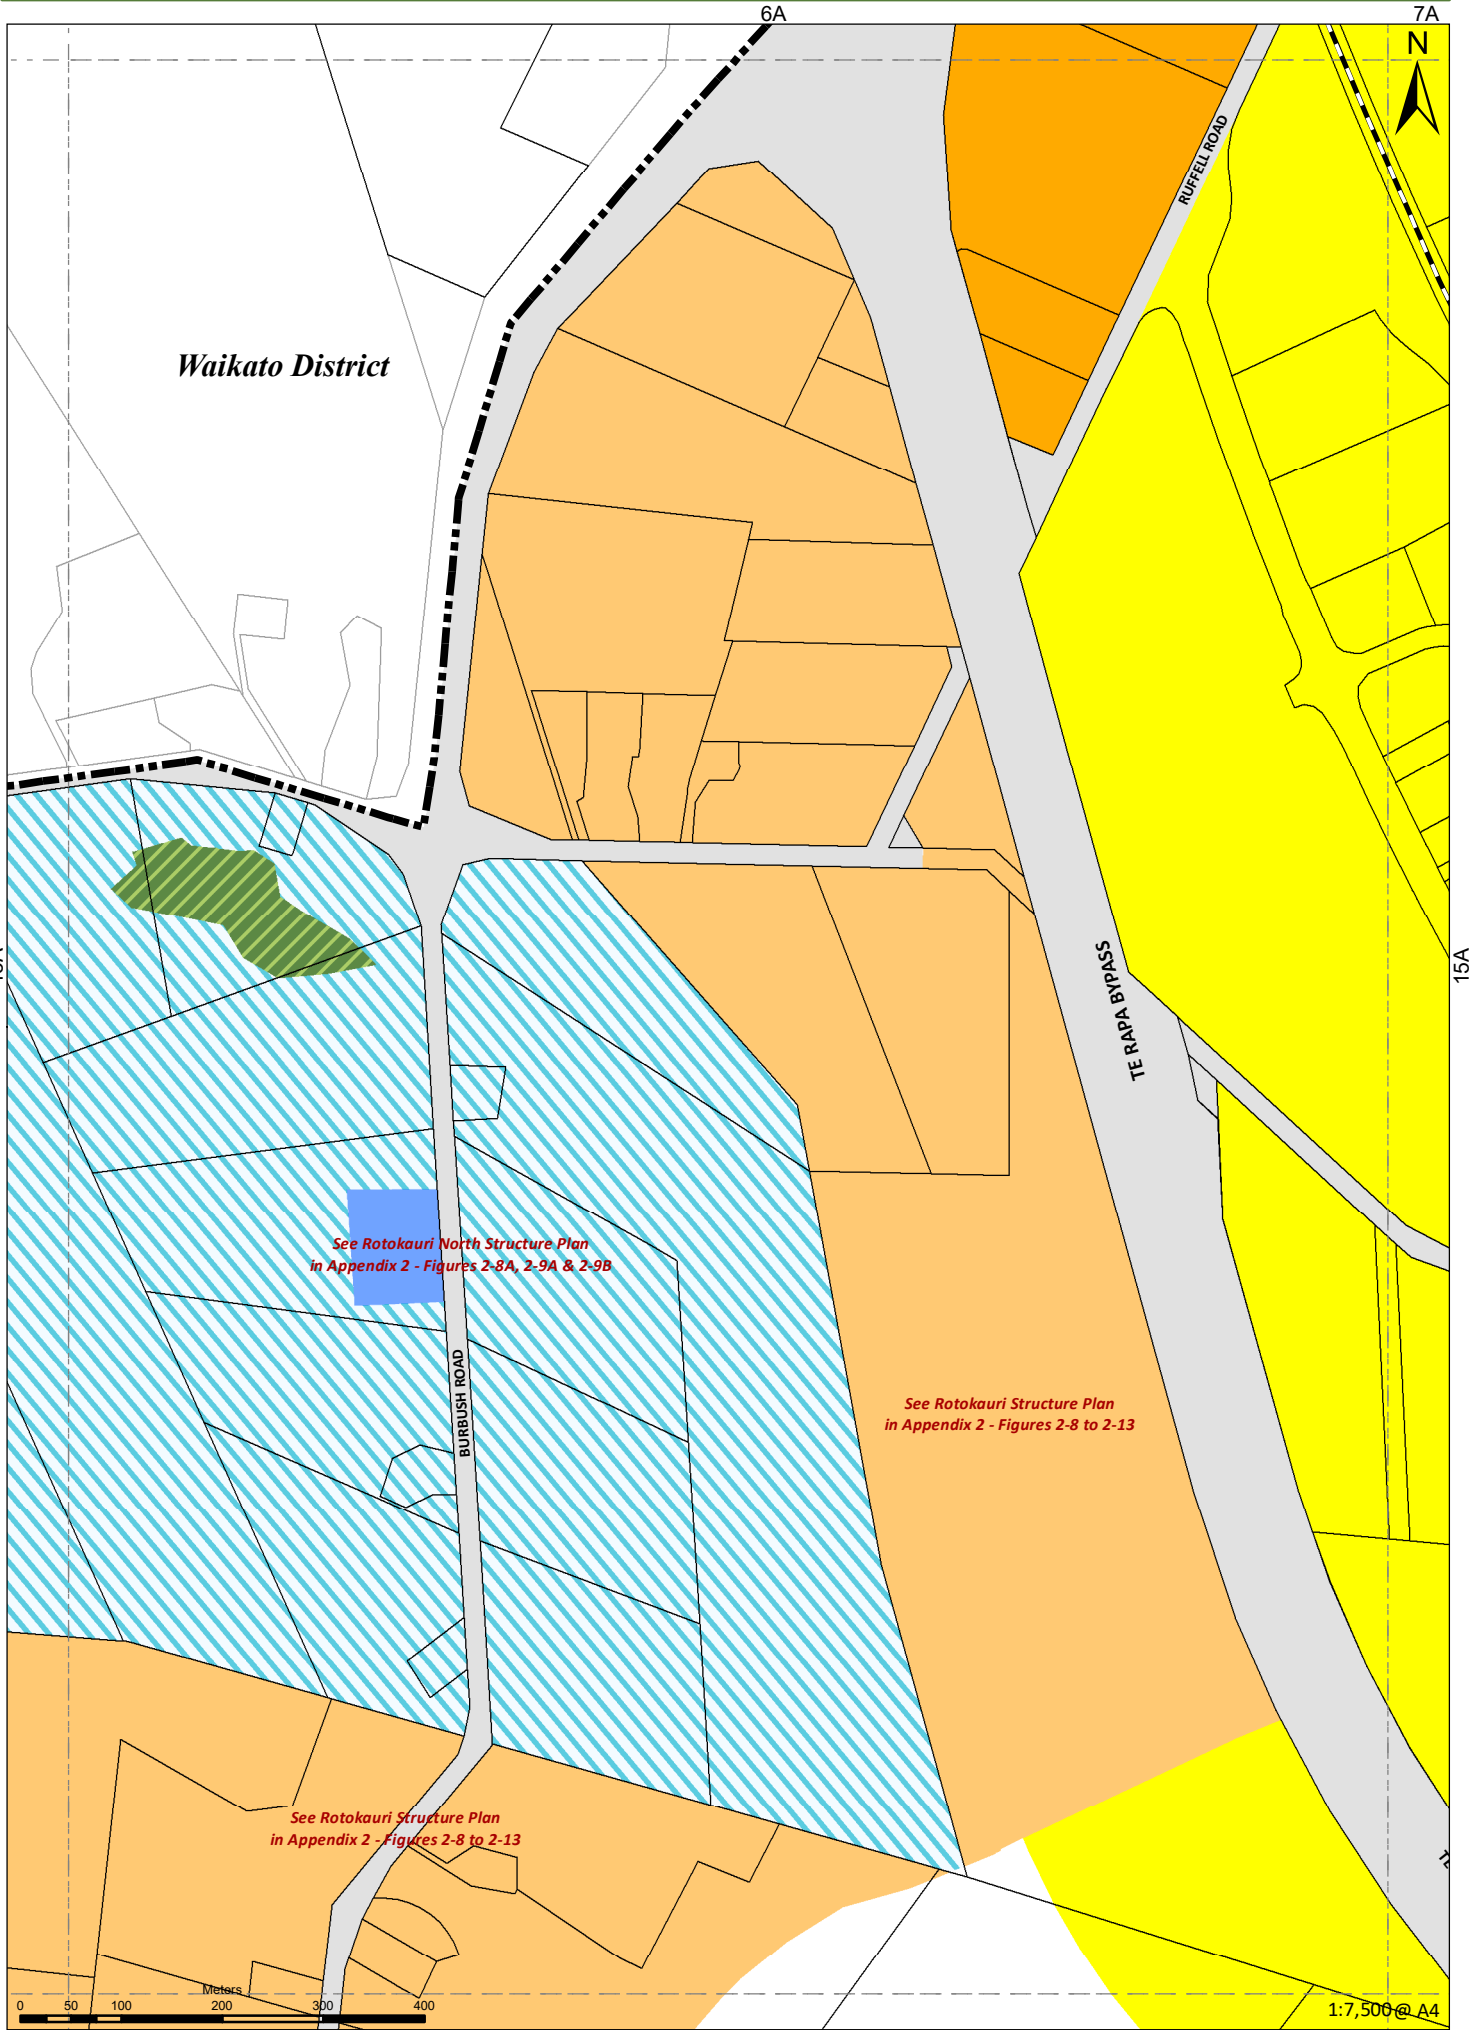 6A
7A
N
RUFFELL ROAD
Waikato District
15A
TE RAPA BYPASS
See Rotokauri North Structure Plan
in Appendix 2 - Figures 2-8A, 2-9A & 2-9B
BURBUSH ROAD
See Rotokauri Structure Plan
in Appendix 2 - Figures 2-8 to 2-13
See Rotokauri Structure Plan
in Appendix 2 - Figures 2-8 to 2-13
Meters
0 50 100 200 300 400
1:7,500@ A4